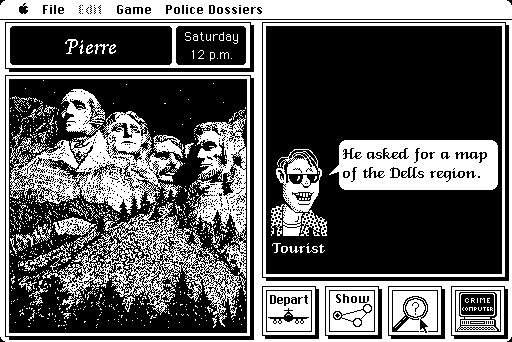 File Edit Game Police Dossiers
Pierre
Saturday
12 p.m.
He asked for a map
of the Dells region.
Tourist
Depart
Show
?
CRIME
COMPUTER